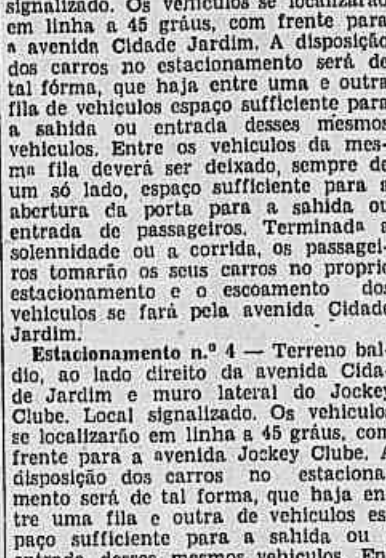 signalizado. Os vehiculos se localizarão
em linha a 45 gráus, com frente para
a avenida Cidade Jardim. A disposição
dos carros no estacionamento será de
tal fórma, que haja entre uma e outra
fila de vehiculos espaço sufficiente para
a sahida ou entrada desses mesmos
vehiculos. Entre os vehiculos da mes-
ma fila deverá ser deixado, sempre de
um só lado, espaço sufficiente para a
abertura da porta para a sahida ou
entrada de passageiros. Terminada a
solennidade ou a corrida, os passagei-
ros tomarão os seus carros no proprio
estacionamento e o escoamento dos
vehiculos se fará pela avenida Cidade
Jardim.
Estacionamento n.º 4 — Terreno bal-
dio, ao lado direito da avenida Cida-
de Jardim e muro lateral do Jockey
Clube. Local signalizado. Os vehiculos
se localizarão em linha a 45 gráus, com
frente para a avenida Jockey Clube. A
disposição dos carros no estaciona-
mento será de tal forma, que haja en-
tre uma fila e outra de vehiculos es-
paço sufficiente para a sahida ou
entrada desses mesmos vehiculos.